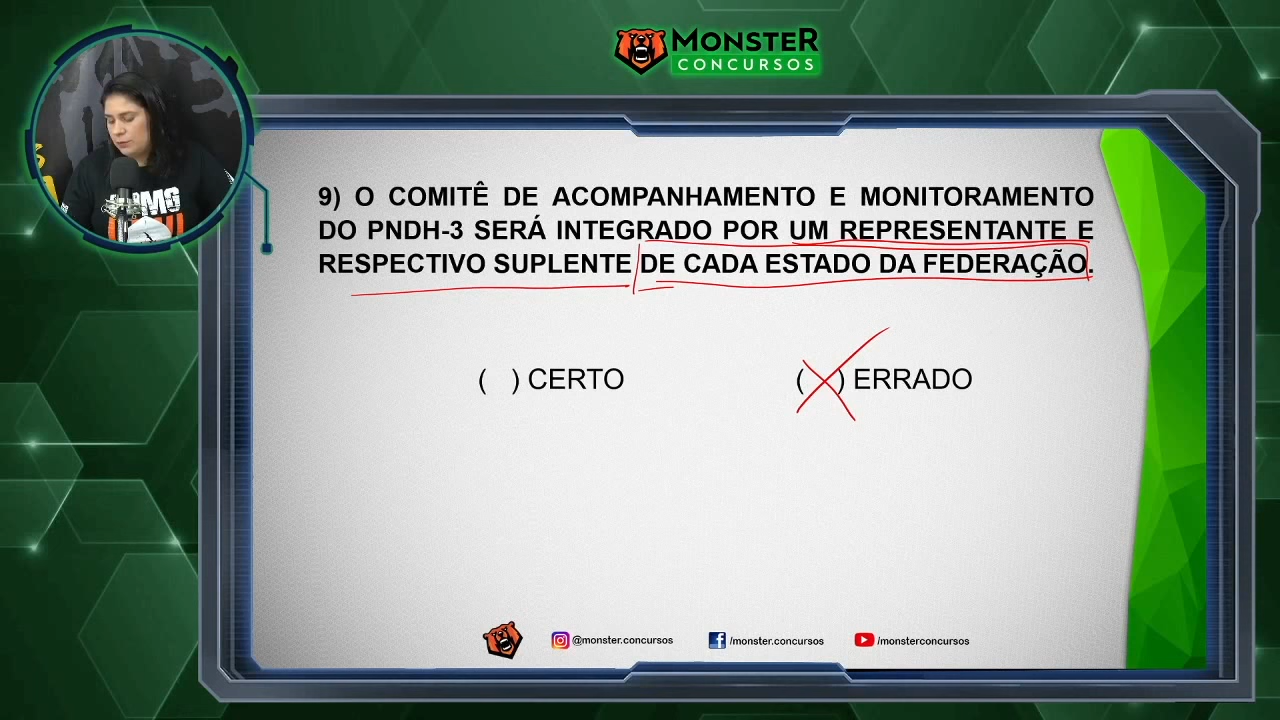 MONSTER
CONCURSOS
9) O COMITÊ DE ACOMPANHAMENTO E MONITORAMENTO
DO PNDH-3 SERÁ INTEGRADO POR UM REPRESENTANTE E
RESPECTIVO SUPLENTE DE CADA ESTADO DA FEDERAÇÃO.
( ) CERTO
(X) ERRADO
@monster.concursos
/monster.concursos
/monsterconcursos